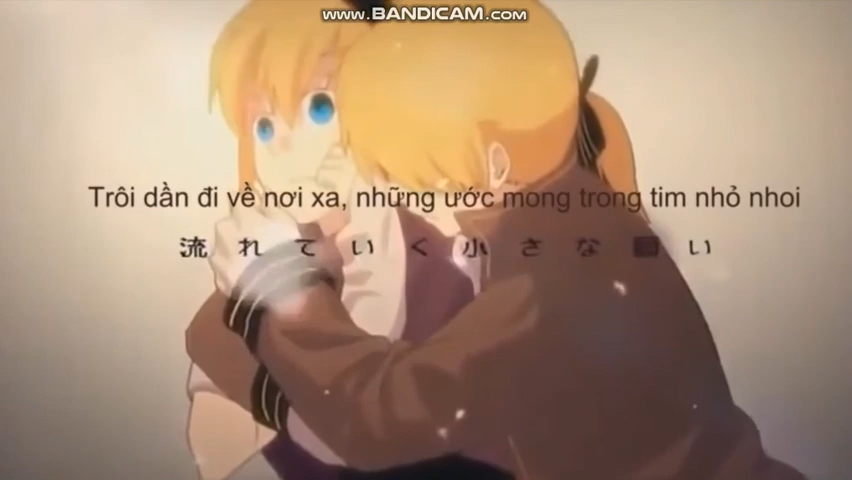 WWW.BANDICAM.COM
Trôi dần đi về nơi xa, những ước mong trong tim nhỏ nhoi
流れていく小さな願い